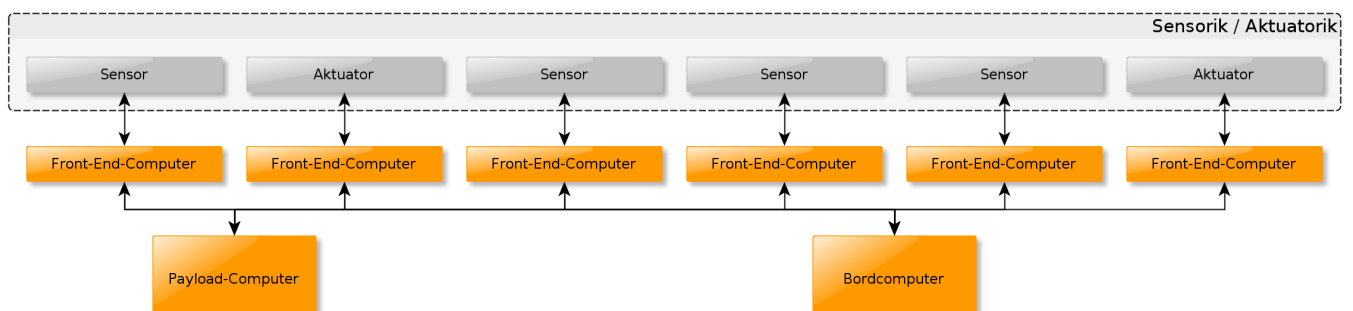 Sensorik / Aktuatorik
Sensor
Aktuator
Sensor
Sensor
Sensor
Aktuator
Front-End-Computer
Front-End-Computer
Front-End-Computer
Front-End-Computer
Front-End-Computer
Front-End-Computer
Payload-Computer
Bordcomputer